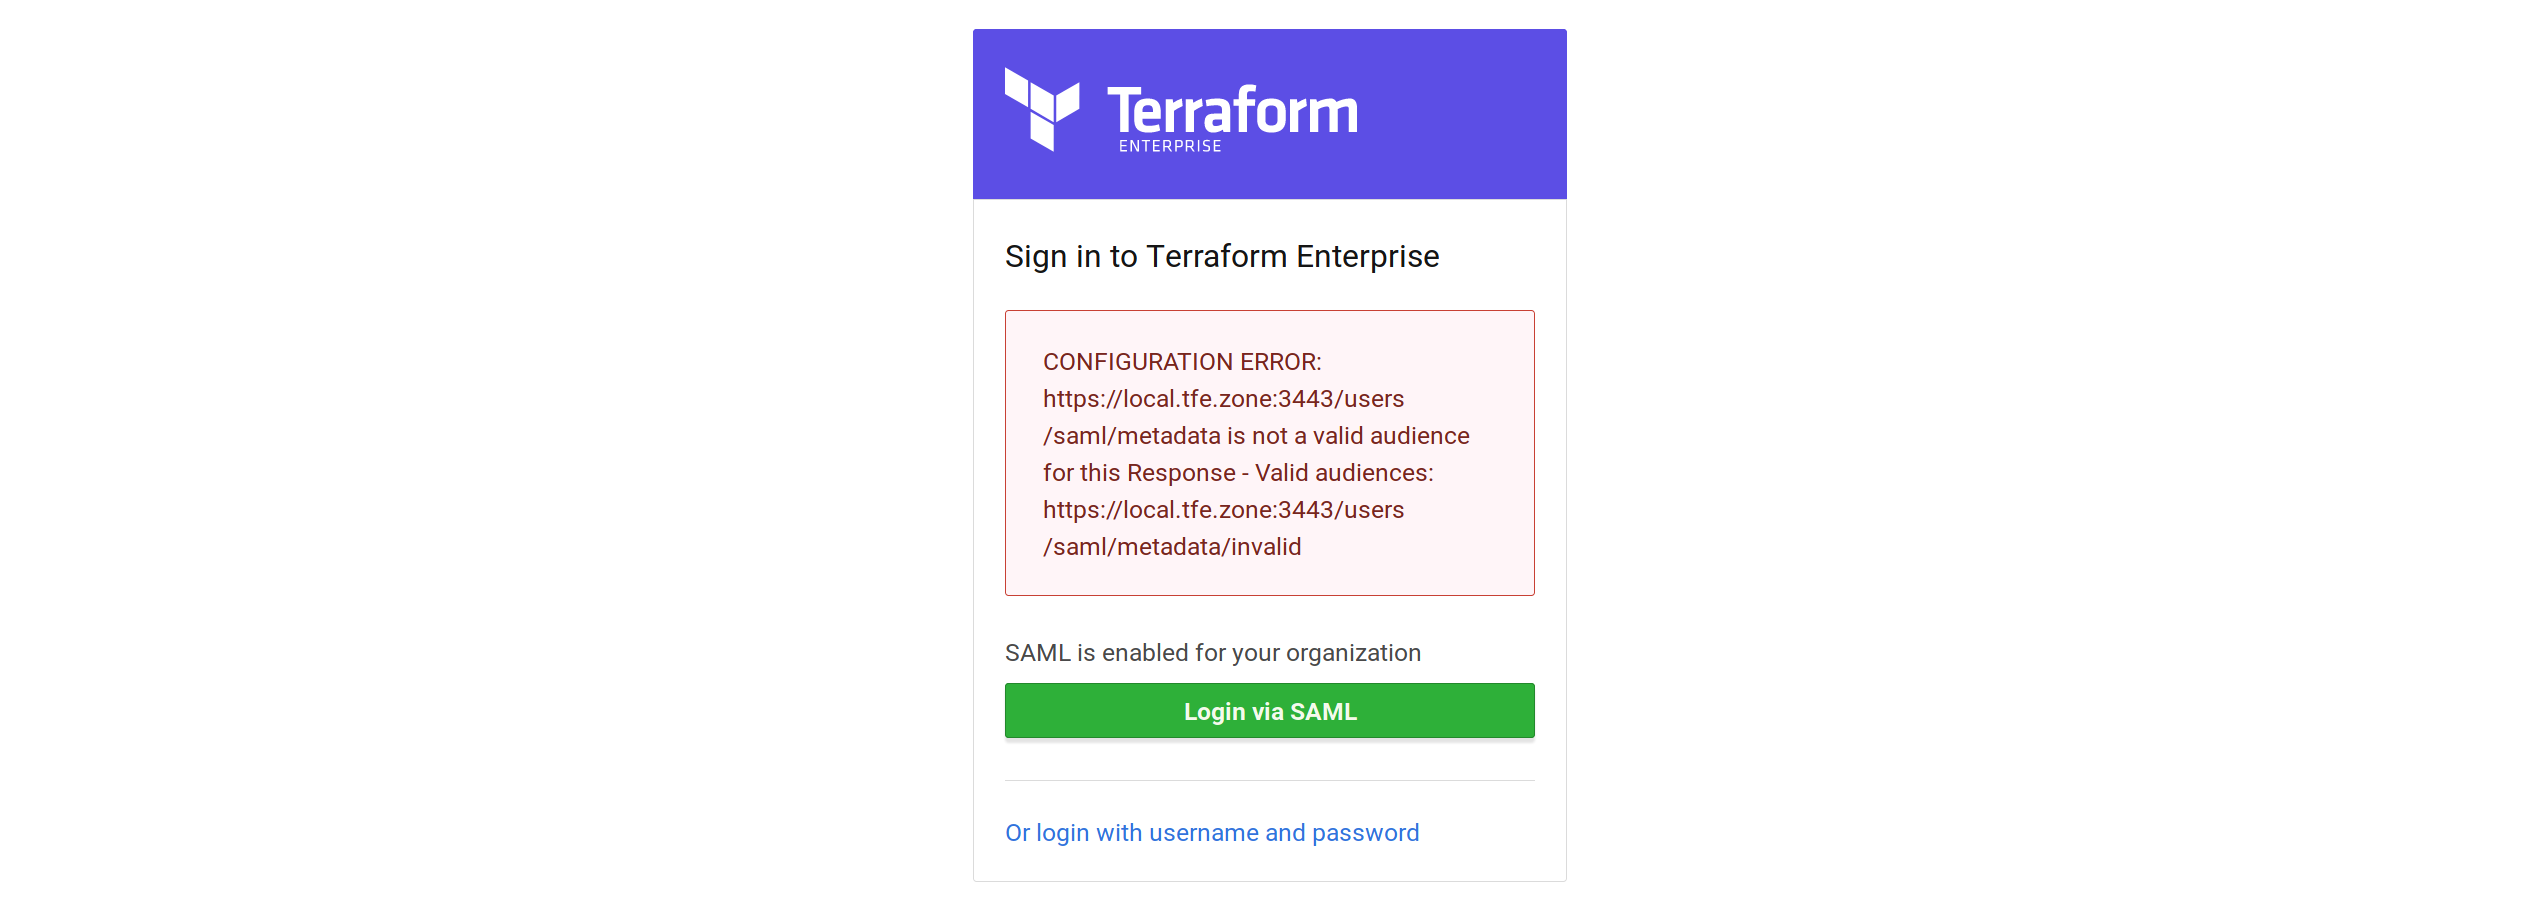 Terraform
ENTERPRISE
Sign in to Terraform Enterprise
CONFIGURATION ERROR:
https://local.tfe.zone:3443/users
/saml/metadata is not a valid audience
for this Response - Valid audiences:
https://local.tfe.zone:3443/users
/saml/metadata/invalid
SAML is enabled for your organization
Login via SAML
Or login with username and password